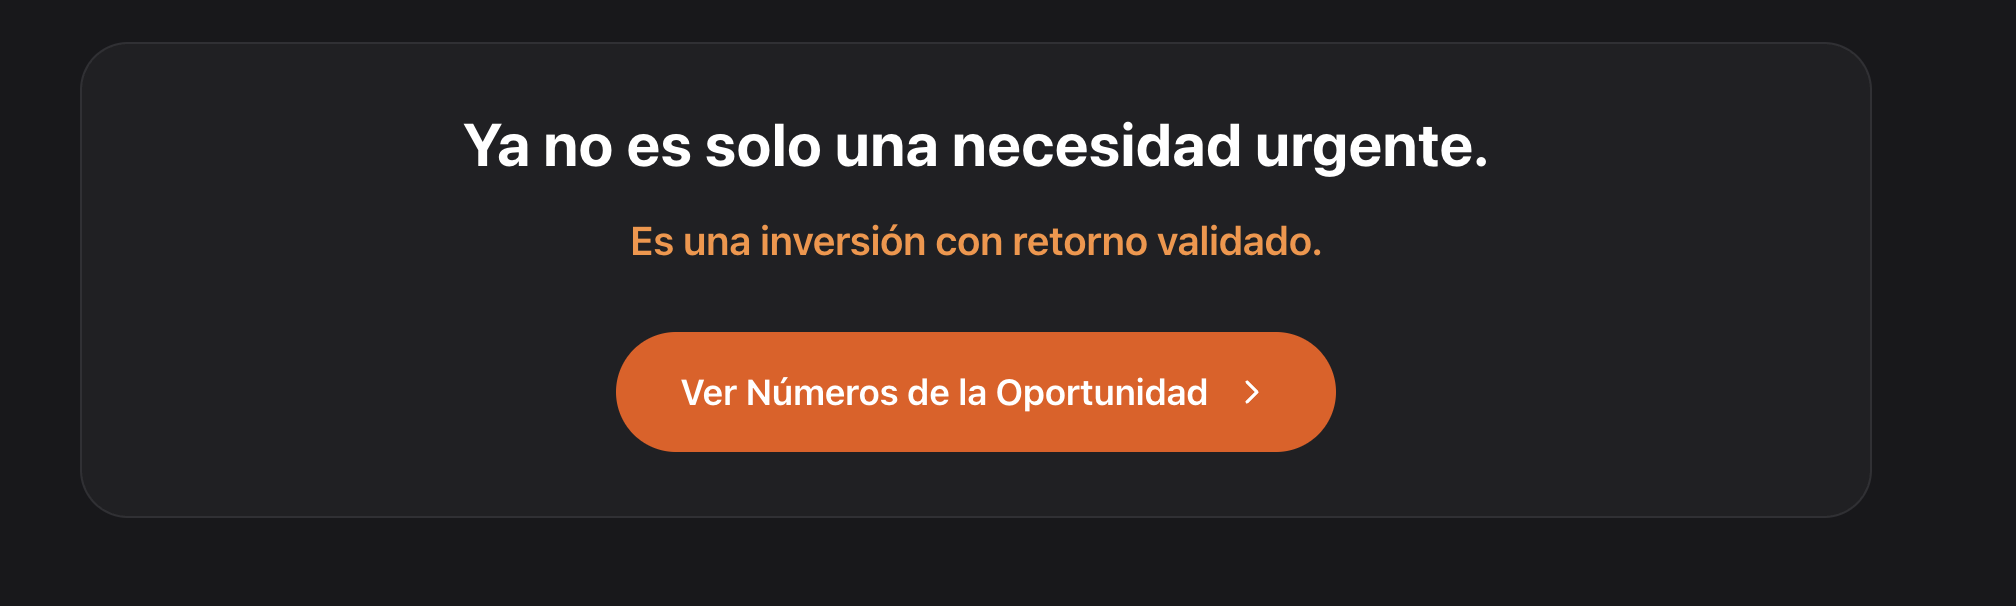 Ya no es solo una necesidad urgente.
Es una inversión con retorno validado.
Ver Números de la Oportunidad